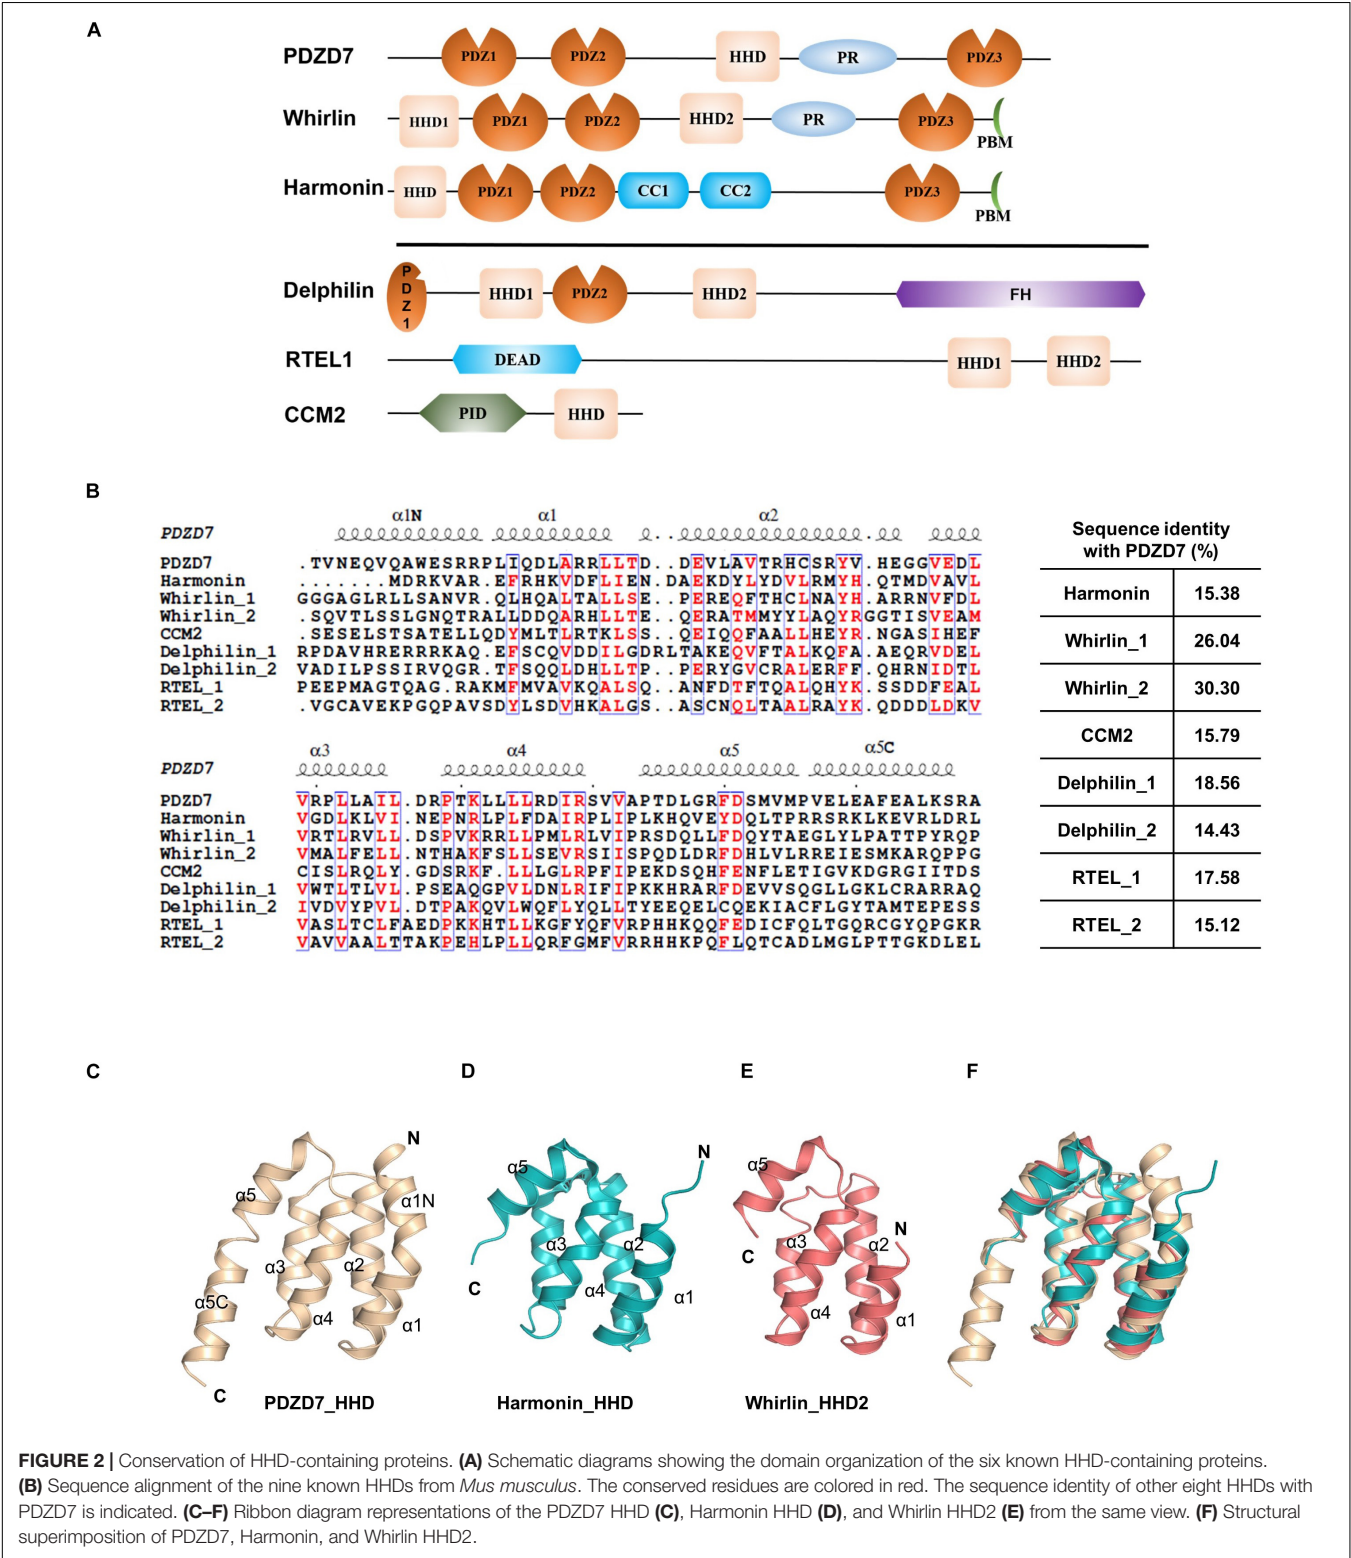 A
PDZD7 PDZ1 PDZ2 HHD PR PDZ3
Whirlin HHD1 PDZ1 PDZ2 HHD2 PR PDZ3 PBM
Harmonin HHD PDZ1 PDZ2 CC1 CC2 PDZ3 PBM
Delphilin PDZ1 HHD1 PDZ2 HHD2 FH
RTEL1 DEAD HHD1 HHD2
CCM2 PID HHD
B
α1N α1 α2
PDZD7
PDZD7 .TVNEQVQAWESRRPLIQDLARRLLTD..DEVLAVTRHCSRYV.HEGGVEDL
Harmonin .......MDRKVAR.EFRHKVDFLIEN.DAEKDYLYDVLRMYH.QTMDVAVL
Whirlin_1 GGGAGLRLLSANVR.QLHQALTALLSE..PEREQFTHCLNAYH.ARRNVFDL
Whirlin_2 .SQVTLSSLGNQTRALLDDQARHLLTE..QERATMMYYLAQYRGGTISVEAM
CCM2 .SESELSTSATELLQDYMLTLRTKLSS..QEIQQFAALLHEYR.NGASIHEF
Delphilin_1 RPDAVHRERRRKAQ.EFSCQVDDILGDRLTAKEQVFTALKQFA.AEQRVDEL
Delphilin_2 VADILPSSIRVQGR.TFSQQLDHLLTP..PERYGVCRALERFF.QHRNIDTL
RTEL_1 PEEPMAGTQAG.RAKMFMVAVKQALSQ..ANFDTFTQALQHYK.SSDDFEAL
RTEL_2 .VGCAVEKPGQPAVSDYLSDVHKALGS..ASCNQLTAALRAYK.QDDDLDKV
α3 α4 α5 α5C
PDZD7
PDZD7 VRPLLAIL.DRPTKLLLLRDIRSVVAPTDLGRFDSMVMPVELEAFEALKSRA
Harmonin VGDLKLVI.NEPNRLPLFDAIRPLIPLKHQVEYDQLTPRRSRKLKEVRLDRL
Whirlin_1 VRTLRVLL.DSPVKRRLLPMLRLVIPRSDQLLFDQYTAEGLYLPATTPYRQP
Whirlin_2 VMALFELL.NTHAKFSLLSEVRSIISPQDLDRFDHLVLRREIESMKARQPPG
CCM2 CISLRQLY.GDSRKF.LLLGLRPFIPEKDSQHFENFLETIGVKDGRGIITDS
Delphilin_1 VWTLTLVL.PSEAQGPVLDNLRIFIPKKHRARFDEVVSQGLLGKLCRARRAQ
Delphilin_2 IVDVYPVL.DTPAKQVLWQFLYQLLTYEEQELCQEKIACFLGYTAMTEPESS
RTEL_1 VASLTCLFAEDPKKHTLLKGFYQFVRPHHKQQFEDICFQLTGQRCGYQPGKR
RTEL_2 VAVVAALTTAKPEHLPLLQRFGMFVRRHHKPQFLQTCADLMGLPTTGKDLEL
Sequence identity
with PDZD7 (%)
Harmonin 15.38
Whirlin_1 26.04
Whirlin_2 30.30
CCM2 15.79
Delphilin_1 18.56
Delphilin_2 14.43
RTEL_1 17.58
RTEL_2 15.12
C
N
α1N
α5
α3
α2
α5C
α4
α1
C
PDZD7_HHD
D
N
α5
α3
α2
C
α4
α1
Harmonin_HHD
E
α5
N
α3
α2
C
α4
α1
Whirlin_HHD2
F
FIGURE 2 | Conservation of HHD-containing proteins. (A) Schematic diagrams showing the domain organization of the six known HHD-containing proteins.
(B) Sequence alignment of the nine known HHDs from Mus musculus. The conserved residues are colored in red. The sequence identity of other eight HHDs with
PDZD7 is indicated. (C–F) Ribbon diagram representations of the PDZD7 HHD (C), Harmonin HHD (D), and Whirlin HHD2 (E) from the same view. (F) Structural
superimposition of PDZD7, Harmonin, and Whirlin HHD2.